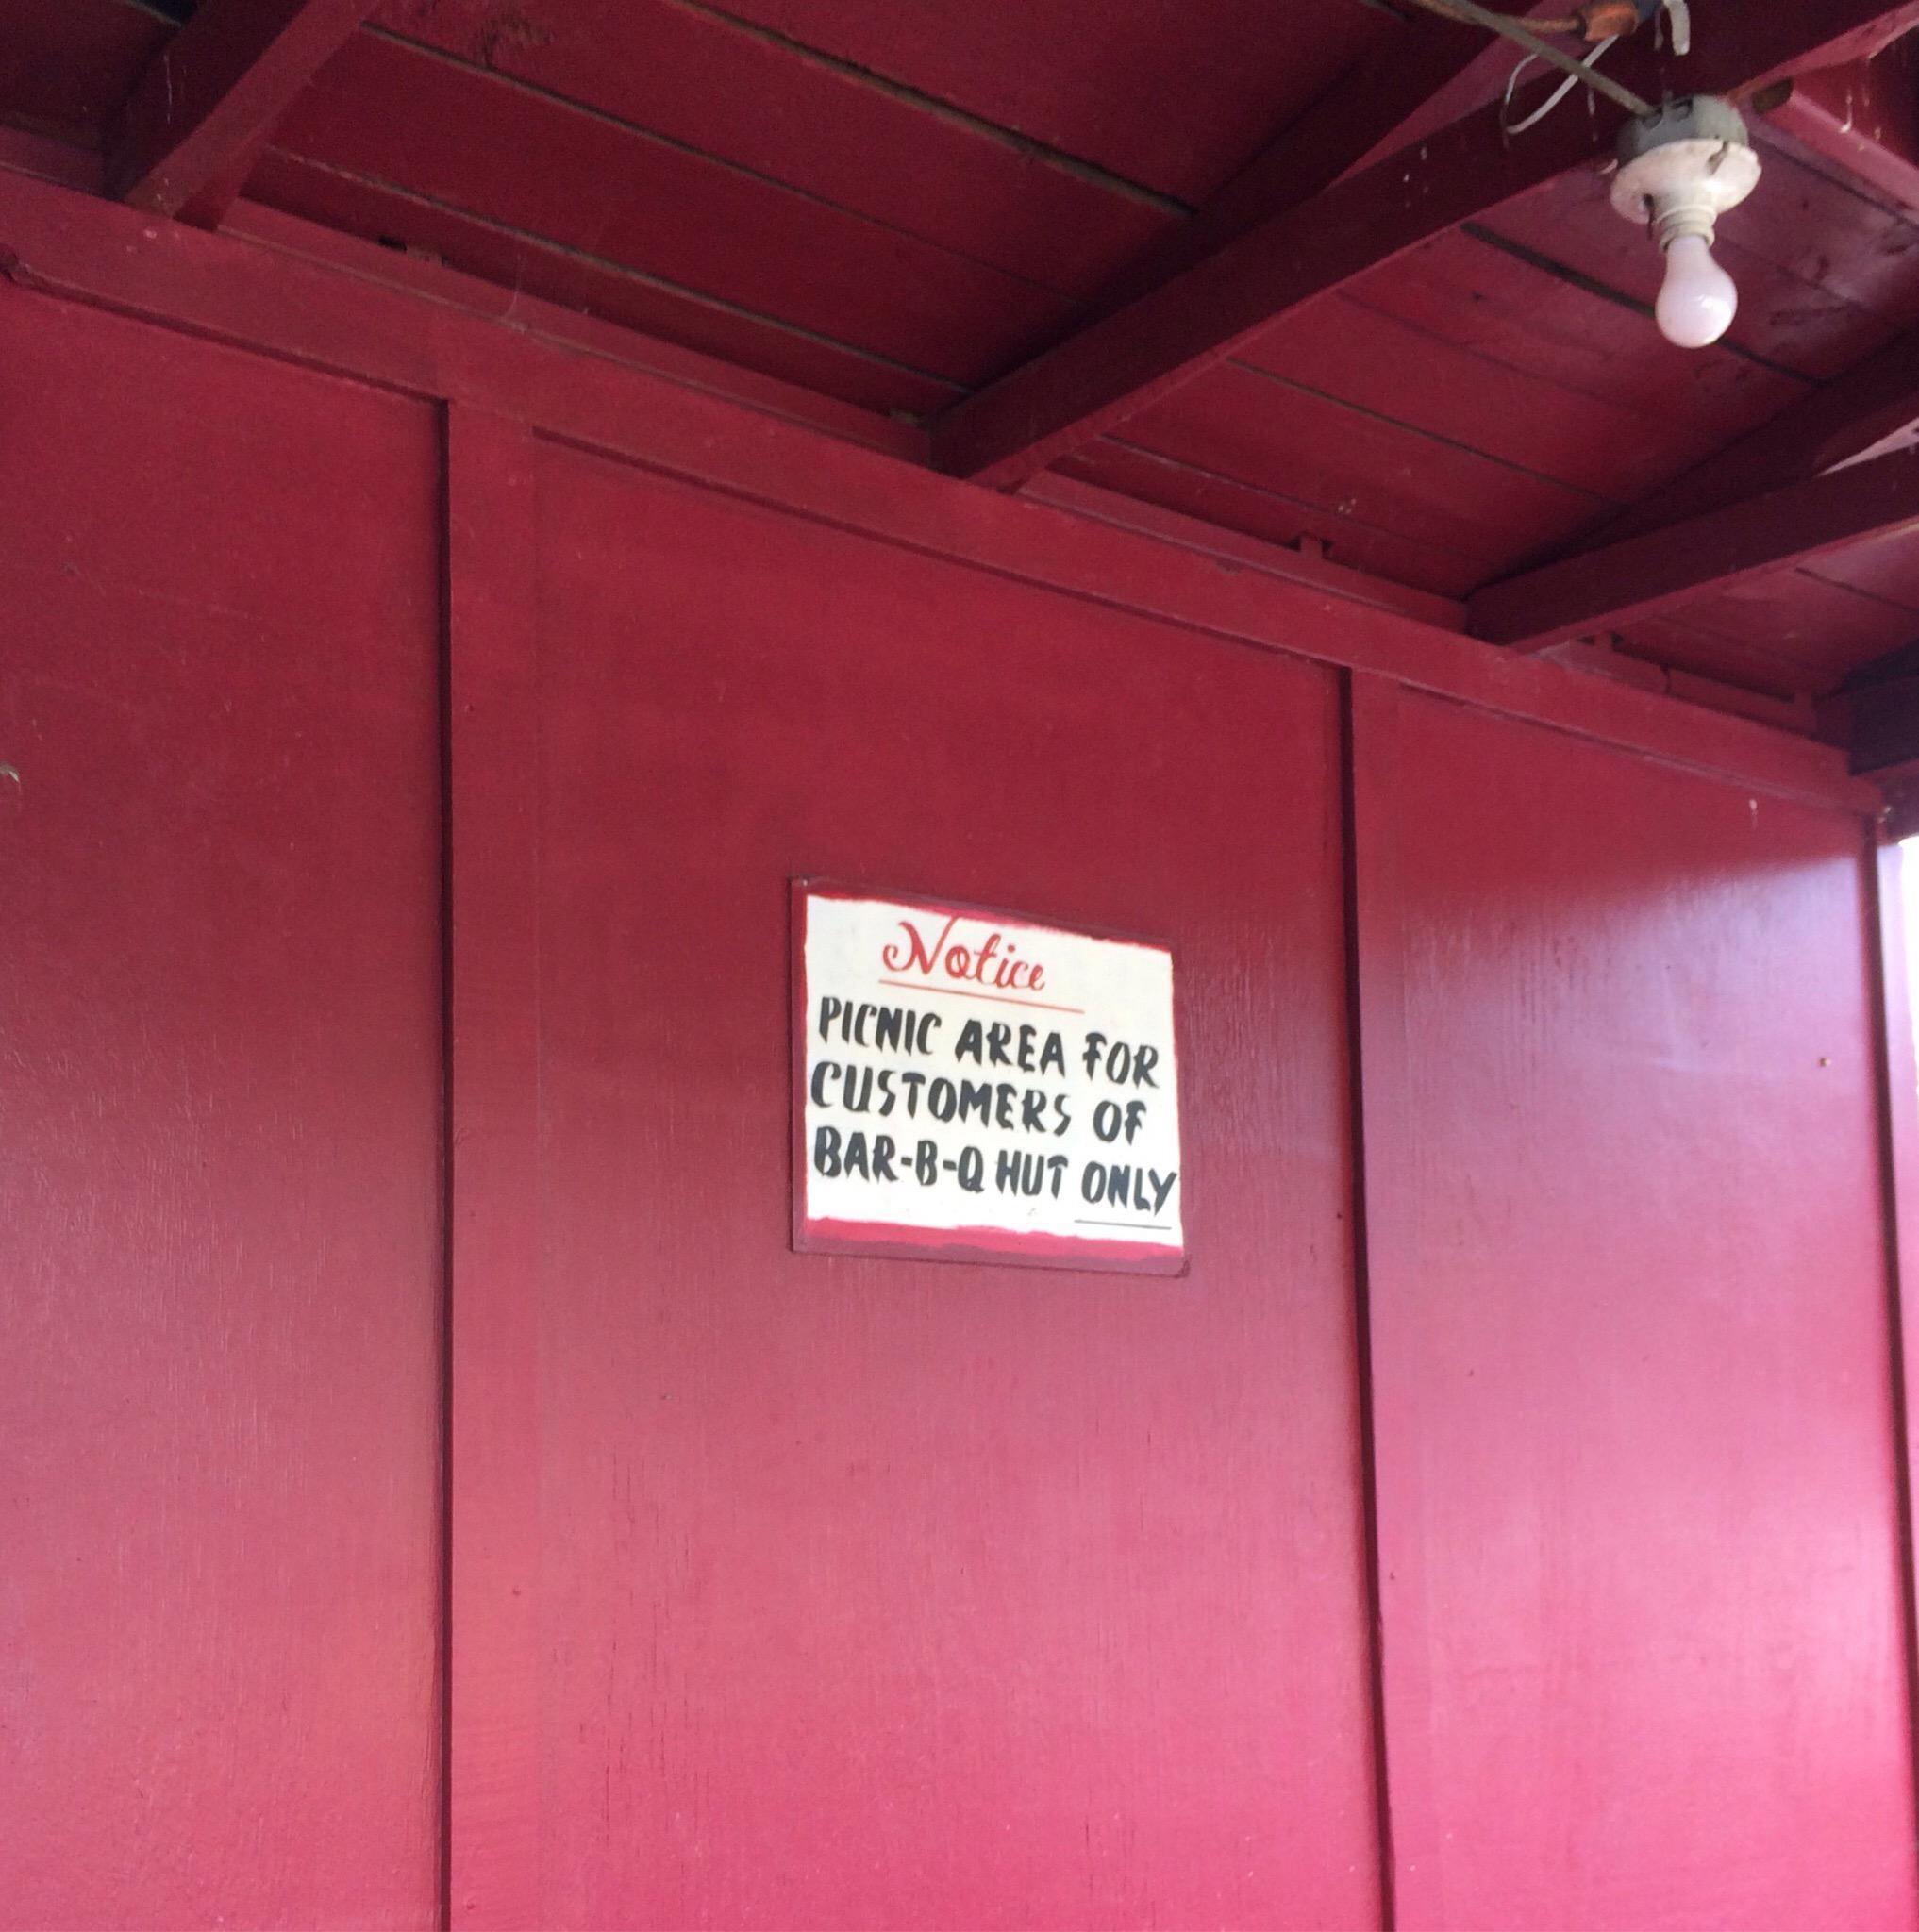 Notice
PICNIC AREA FOR
CUSTOMERS OF
BAR-B-Q HUT ONLY